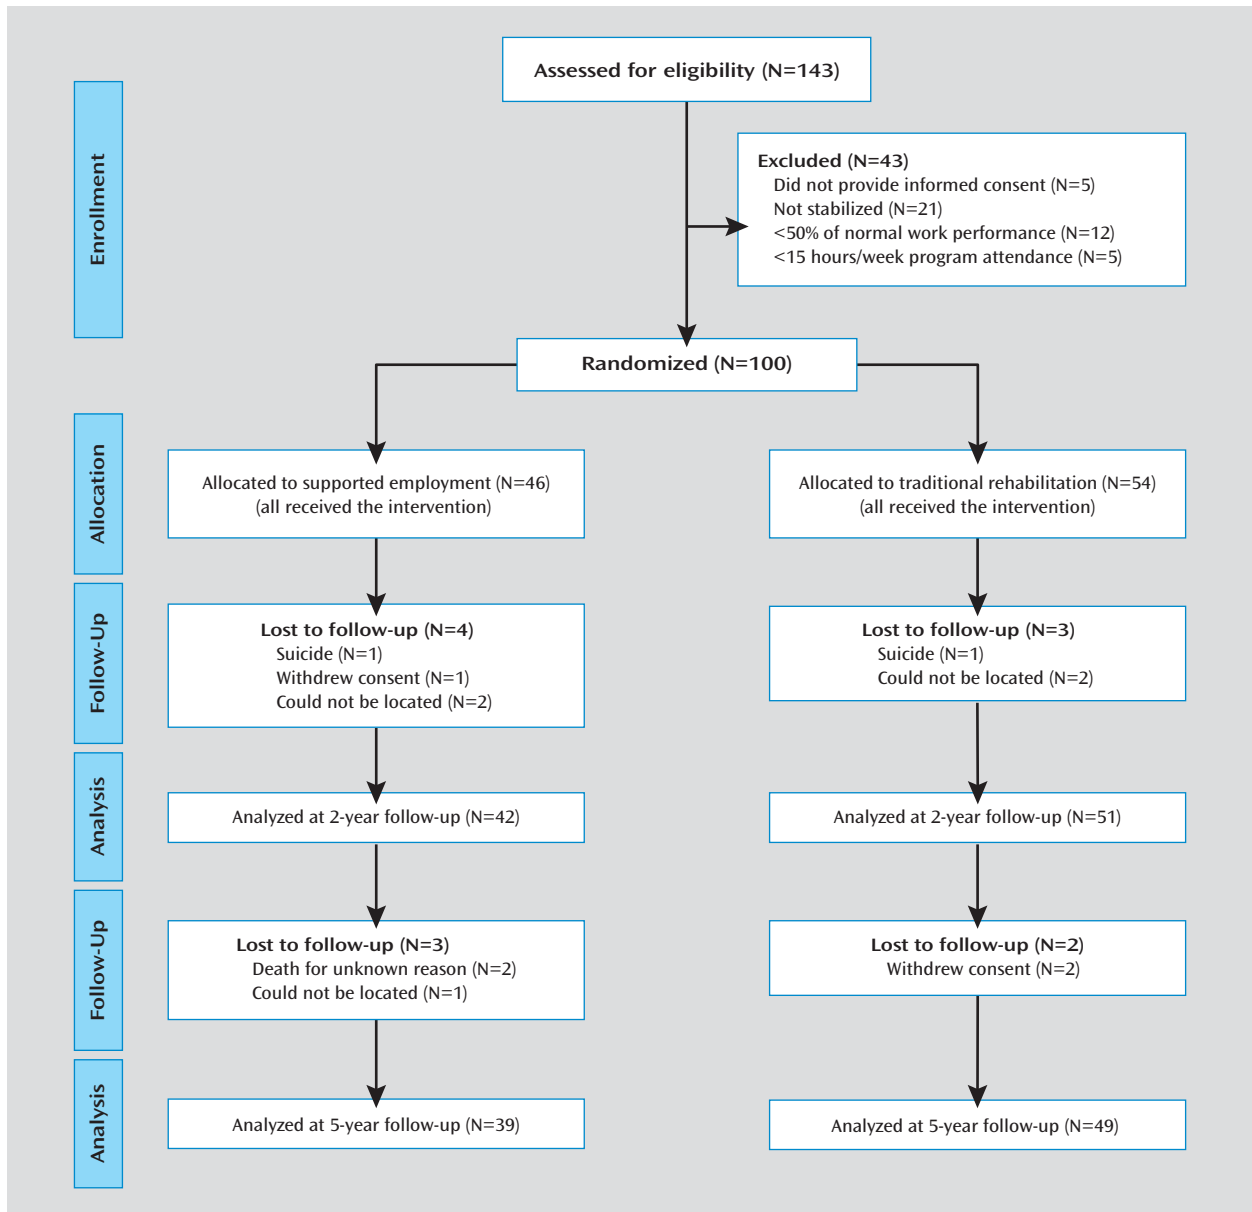 Assessed for eligibility (N=143)
Enrollment
Excluded (N=43)
Did not provide informed consent (N=5)
Not stabilized (N=21)
<50% of normal work performance (N=12)
<15 hours/week program attendance (N=5)
Randomized (N=100)
Allocation
Allocated to supported employment (N=46)
(all received the intervention)
Allocated to traditional rehabilitation (N=54)
(all received the intervention)
Follow-Up
Lost to follow-up (N=4)
Suicide (N=1)
Withdrew consent (N=1)
Could not be located (N=2)
Lost to follow-up (N=3)
Suicide (N=1)
Could not be located (N=2)
Analysis
Analyzed at 2-year follow-up (N=42)
Analyzed at 2-year follow-up (N=51)
Follow-Up
Lost to follow-up (N=3)
Death for unknown reason (N=2)
Could not be located (N=1)
Lost to follow-up (N=2)
Withdrew consent (N=2)
Analysis
Analyzed at 5-year follow-up (N=39)
Analyzed at 5-year follow-up (N=49)